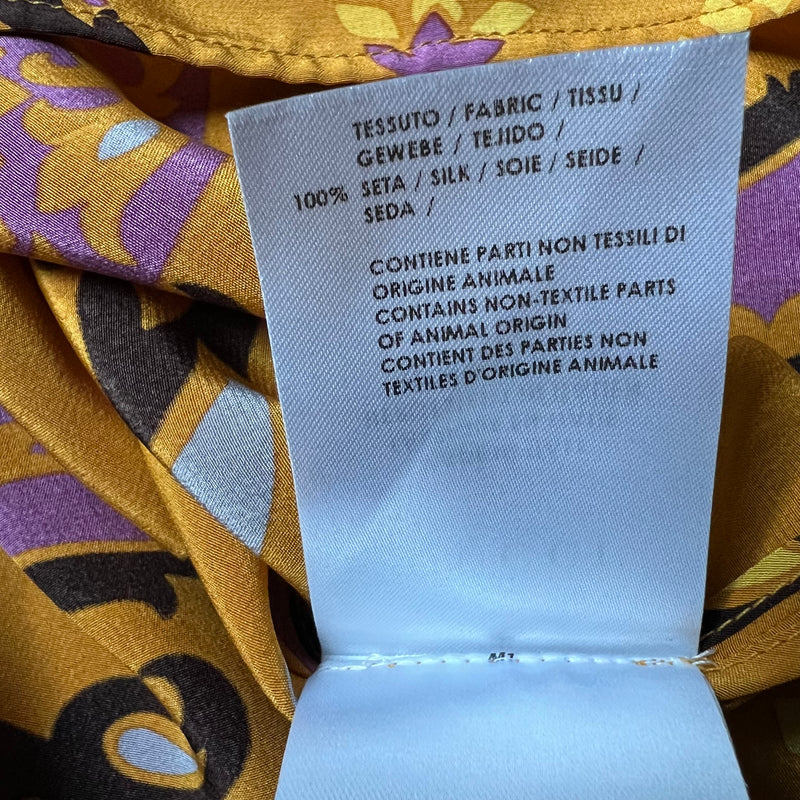 TESSUTO / FABRIC / TISSU /
GEWEBE / TEJIDO /
100% SETA / SILK / SOIE / SEIDE /
SEDA /
CONTIENE PARTI NON TESSILI DI
ORIGINE ANIMALE
CONTAINS NON-TEXTILE PARTS
OF ANIMAL ORIGIN
CONTIENT DES PARTIES NON
TEXTILES D'ORIGINE ANIMALE